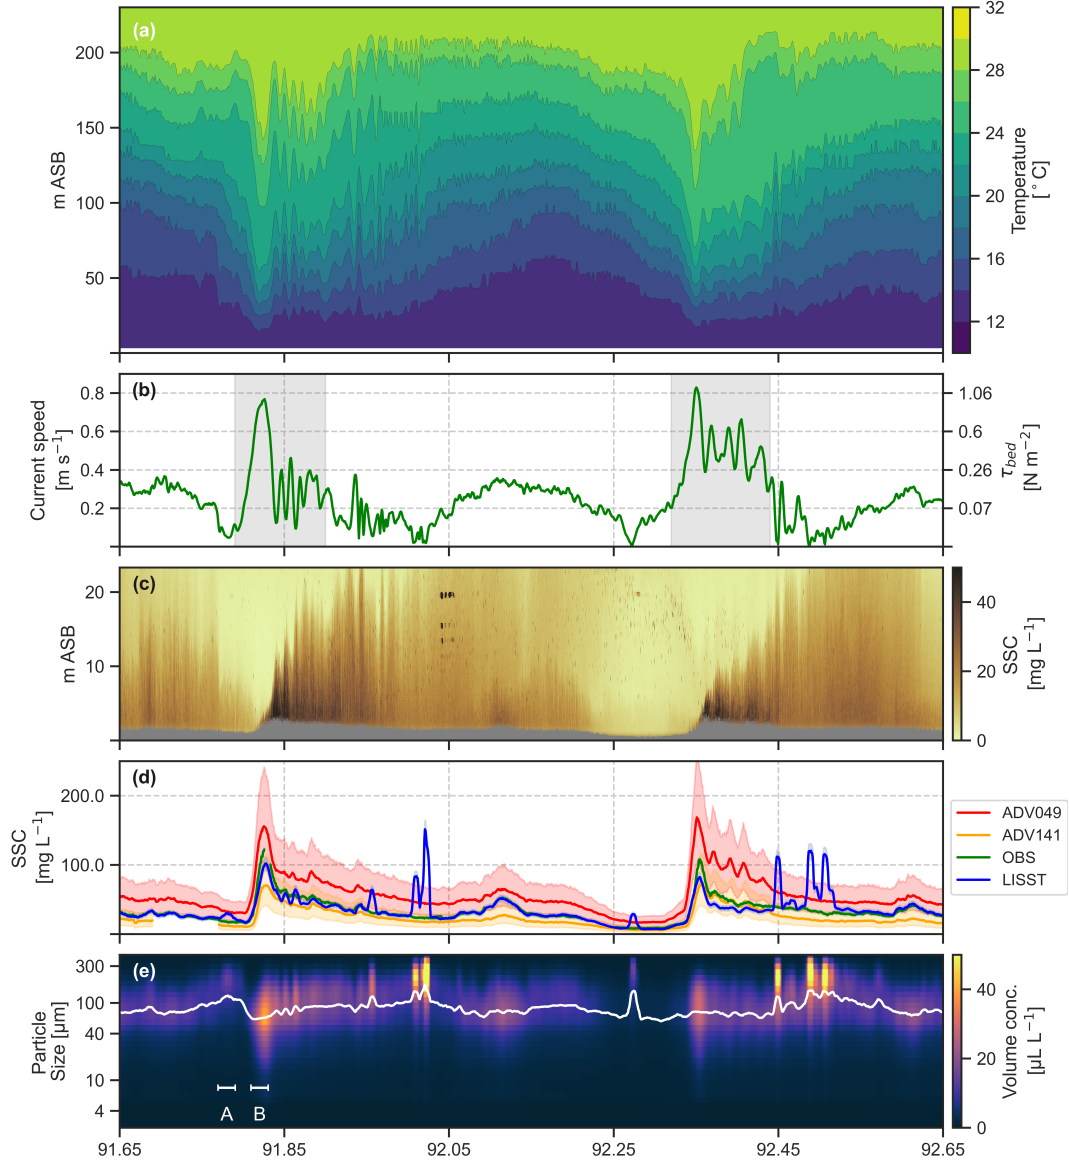 (a)
200
150
100
50
m ASB
32
28
24
20
16
12
Temperature
[°C]
(b)
0.8
0.6
0.4
0.2
Current speed
[m s⁻¹]
1.06
0.6
0.26
0.07
τbed
[N m⁻²]
(c)
20
10
m ASB
40
20
0
SSC
[mg L⁻¹]
(d)
200.0
100.0
SSC
[mg L⁻¹]
ADV049
ADV141
OBS
LISST
(e)
300
100
40
10
4
Particle
Size [µm]
A B
40
20
0
Volume conc.
[µL L⁻¹]
91.65 91.85 92.05 92.25 92.45 92.65